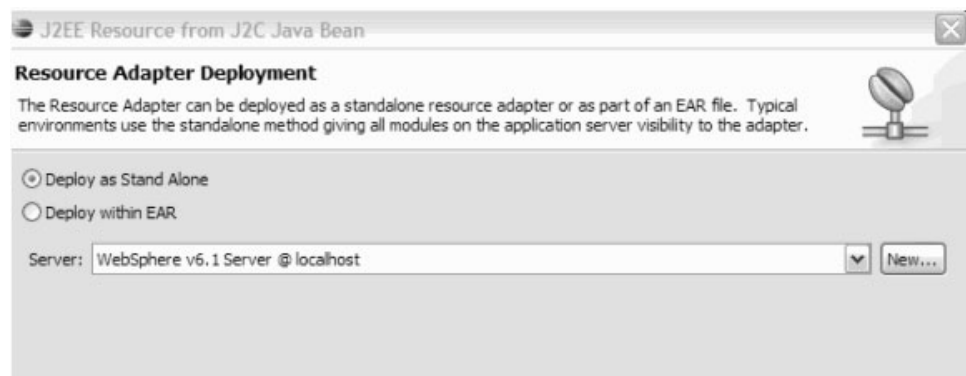 J2EE Resource from J2C Java Bean
Resource Adapter Deployment
The Resource Adapter can be deployed as a standalone resource adapter or as part of an EAR file.  Typical
environments use the standalone method giving all modules on the application server visibility to the adapter.
Deploy as Stand Alone
Deploy within EAR
Server: WebSphere v6.1 Server @ localhost New...